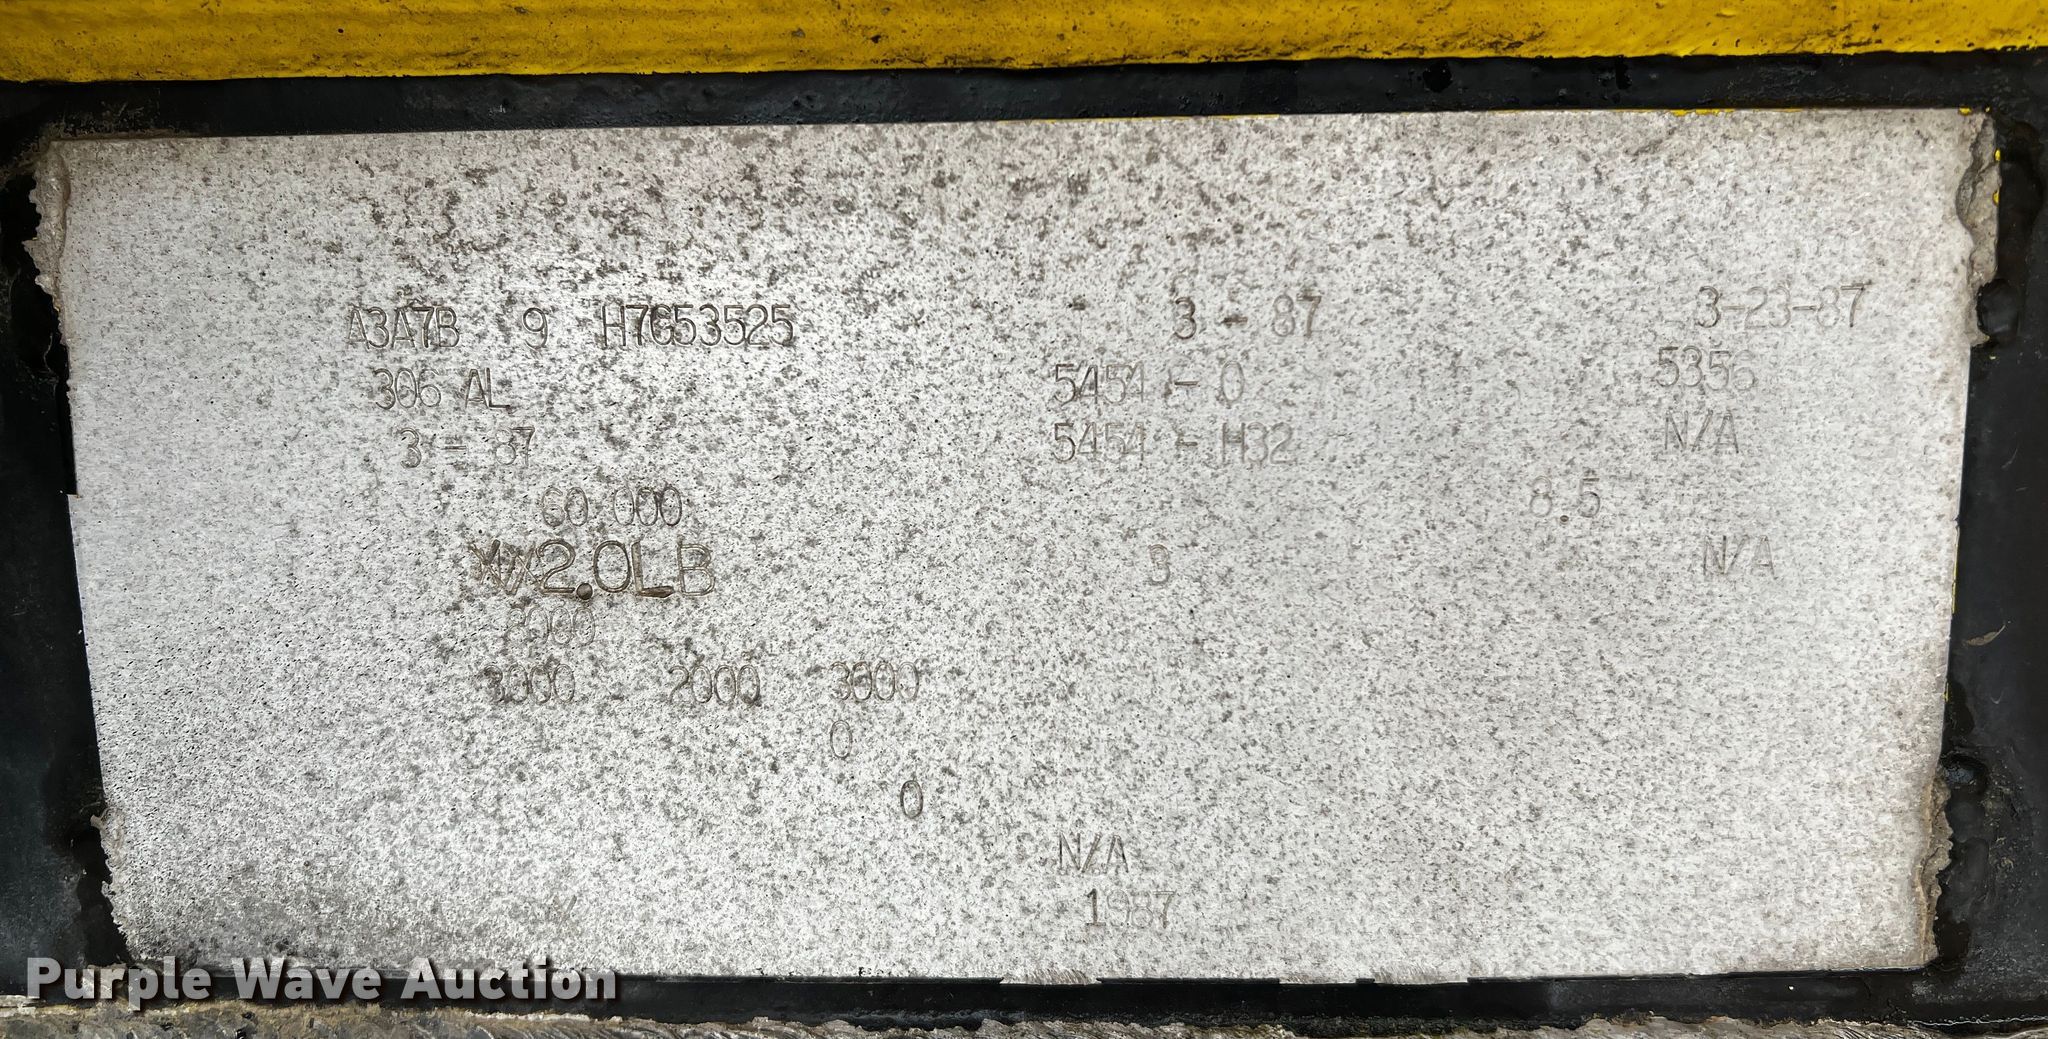 A3A7B 9 H7G53525 3 - 87 3-23-87
306 AL 5454 - O 5356
3 - 87 5454 - H32 N/A
60,000 8.5
XX2.0LB 3 N/A
3000 2000 3000
0
0
N/A
1987
Purple Wave Auction